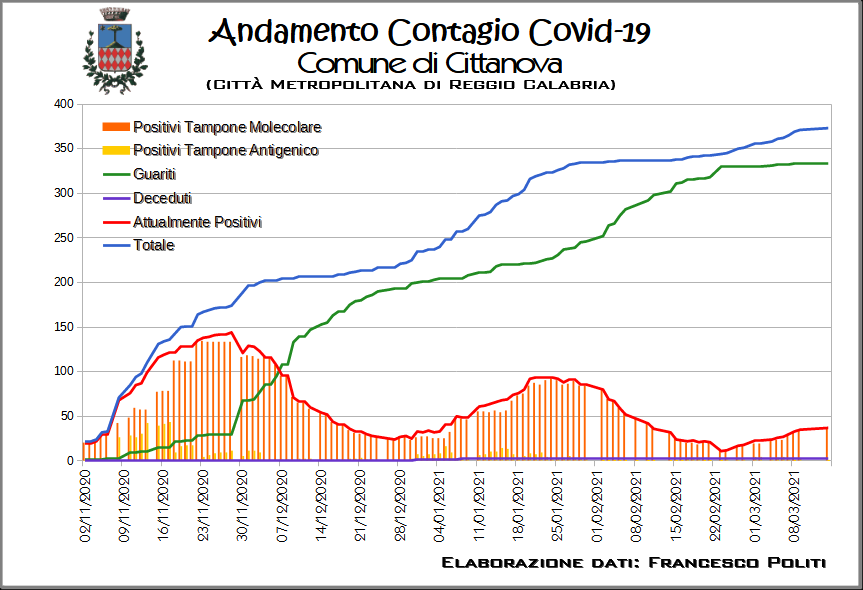 Andamento Contagio Covid-19
Comune di Cittanova
(Città Metropolitana di Reggio Calabria)
400
350
300
250
200
150
100
50
0
Positivi Tampone Molecolare
Positivi Tampone Antigenico
Guariti
Deceduti
Attualmente Positivi
Totale
02/11/2020
09/11/2020
16/11/2020
23/11/2020
30/11/2020
07/12/2020
14/12/2020
21/12/2020
28/12/2020
04/01/2021
11/01/2021
18/01/2021
25/01/2021
01/02/2021
08/02/2021
15/02/2021
22/02/2021
01/03/2021
08/03/2021
Elaborazione dati: Francesco Politi